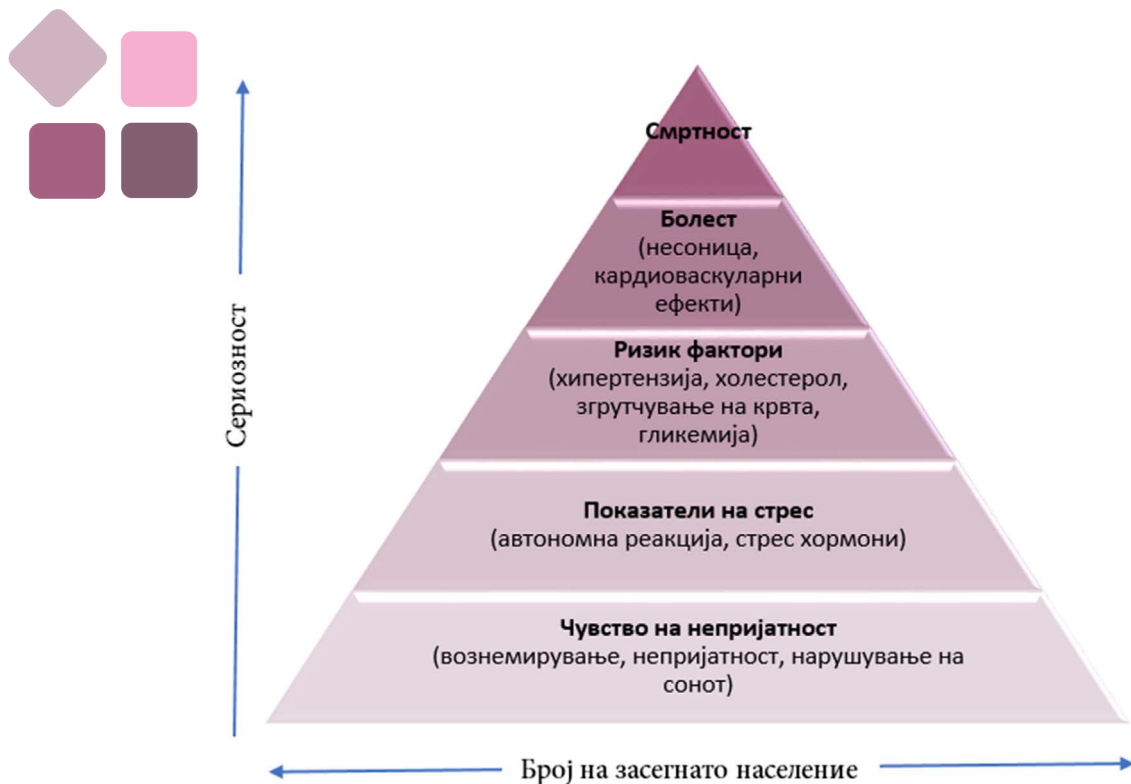 Смртност
Болест
(несоница,
кардиоваскуларни
ефекти)
Ризик фактори
(хипертензија, холестерол,
згрутчување на крвта,
гликемија)
Показатели на стрес
(автономна реакција, стрес хормони)
Чувство на непријатност
(вознемирување, непријатност, нарушување на
сонот)
Сериозност
Број на засегнато население